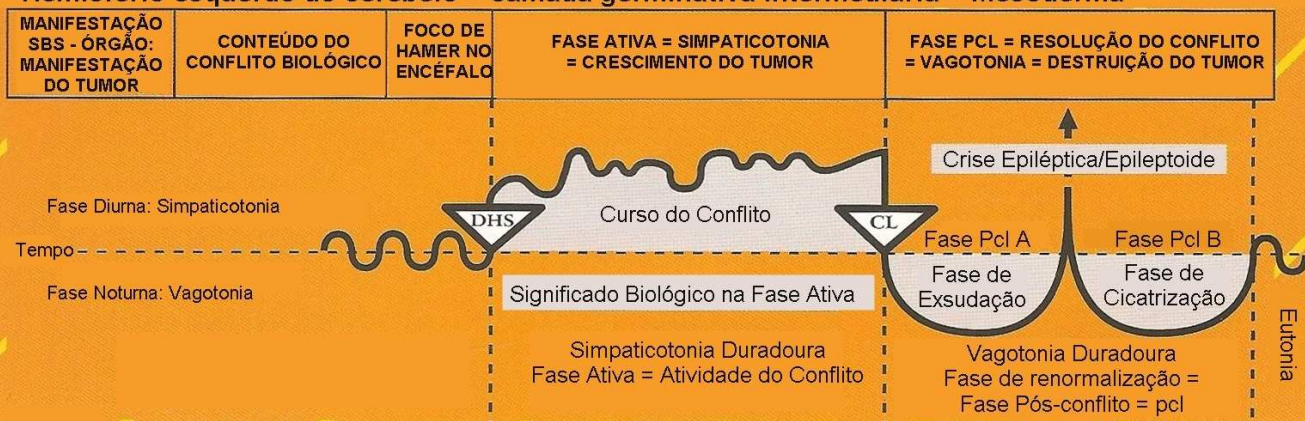 MANIFESTAÇÃO
SBS - ÓRGÃO:
MANIFESTAÇÃO
DO TUMOR
CONTEÚDO DO
CONFLITO BIOLÓGICO
FOCO DE
HAMER NO
ENCÉFALO
FASE ATIVA = SIMPATICOTONIA
= CRESCIMENTO DO TUMOR
FASE PCL = RESOLUÇÃO DO CONFLITO
= VAGOTONIA = DESTRUIÇÃO DO TUMOR
Crise Epiléptica/Epileptoide
Fase Diurna: Simpaticotonia
DHS
Curso do Conflito
CL
Fase Pcl A
Fase Pcl B
Tempo
Fase de
Exsudação
Fase de
Cicatrização
Fase Noturna: Vagotonia
Significado Biológico na Fase Ativa
Simpaticotonia Duradoura
Fase Ativa = Atividade do Conflito
Vagotonia Duradoura
Fase de renormalização =
Fase Pós-conflito = pcl
Eutonia